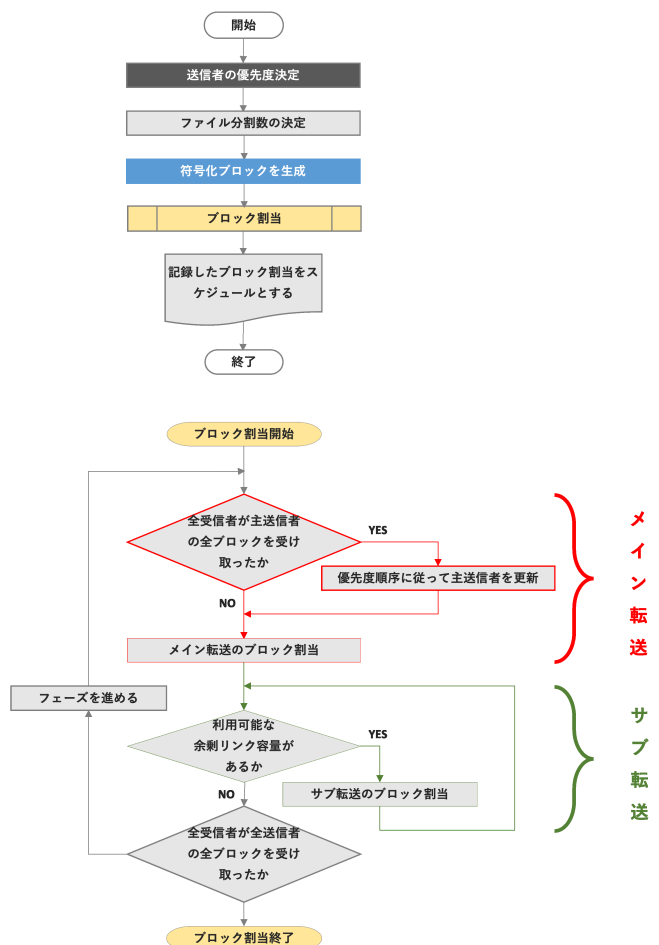 開始
送信者の優先度決定
ファイル分割数の決定
符号化ブロックを生成
ブロック割当
記録したブロック割当をス
ケジュールとする
終了
ブロック割当開始
全受信者が主送信者
の全ブロックを受け
取ったか
YES
優先度順序に従って主送信者を更新
NO
メイン転送のブロック割当
メイン転送
フェーズを進める
利用可能な
余剰リンク容量が
あるか
YES
サブ転送のブロック割当
NO
サブ転送
全受信者が全送信者
の全ブロックを受け
取ったか
ブロック割当終了